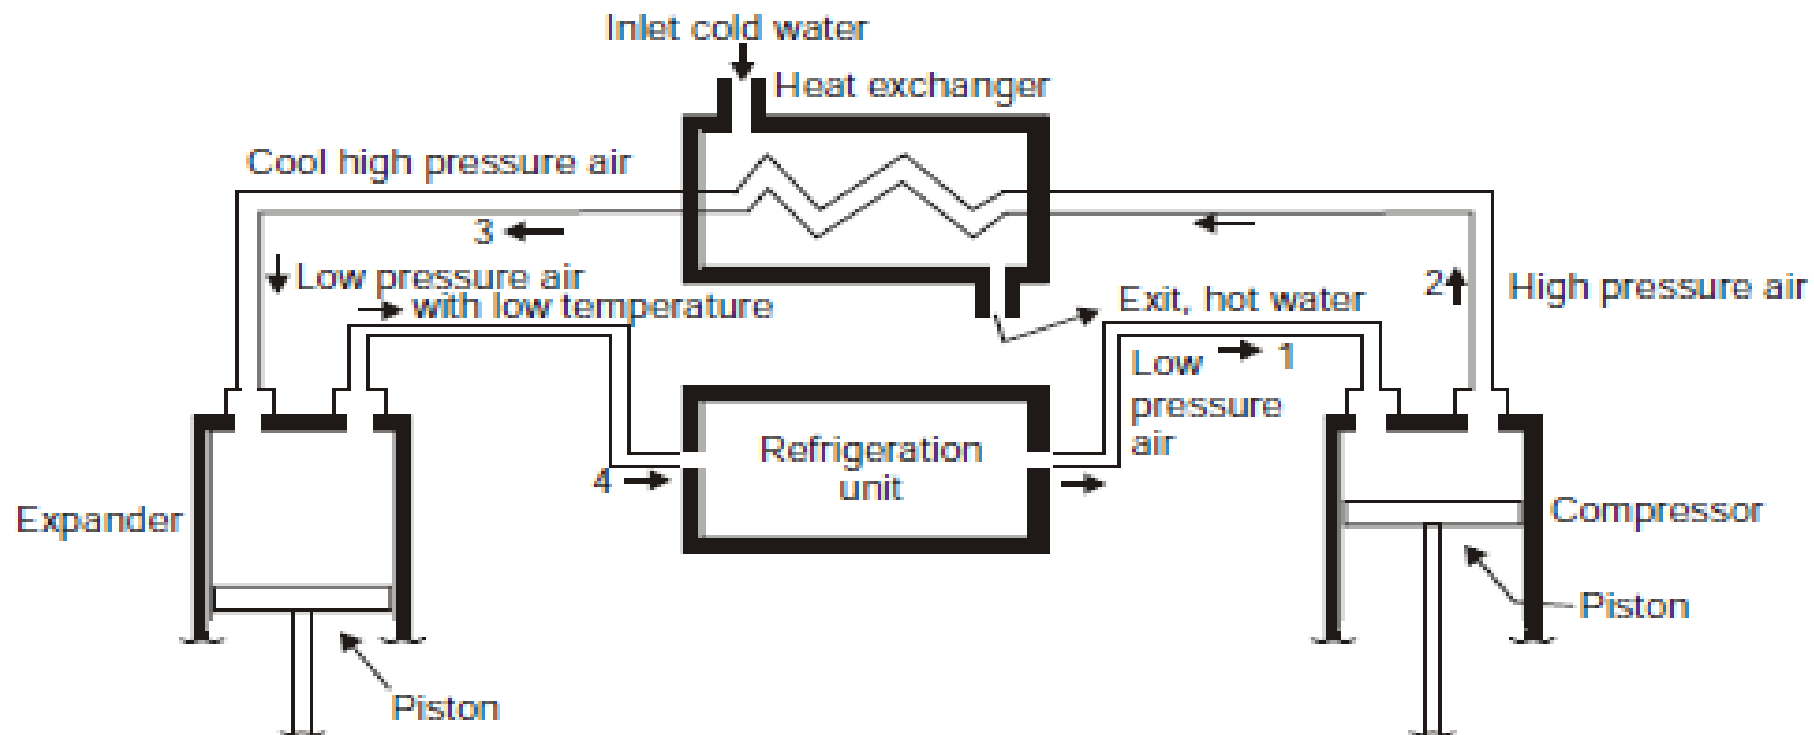 Inlet cold water
Heat exchanger
Cool high pressure air
3
Low pressure air
with low temperature
2
High pressure air
Exit, hot water
Low
1
pressure
air
Refrigeration
unit
4
Expander
Compressor
Piston
Piston